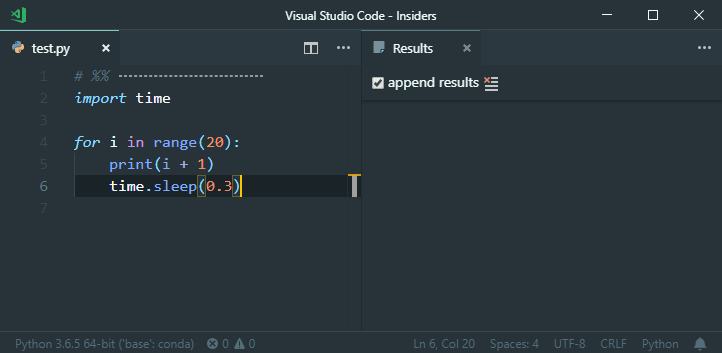 Visual Studio Code - Insiders
test.py
Results
append results
1 # %% --------------------------
2 import time
3
4 for i in range(20):
5 print(i + 1)
6 time.sleep(0.3)
7
Python 3.6.5 64-bit ('base': conda) 0 0 Ln 6, Col 20 Spaces: 4 UTF-8 CRLF Python